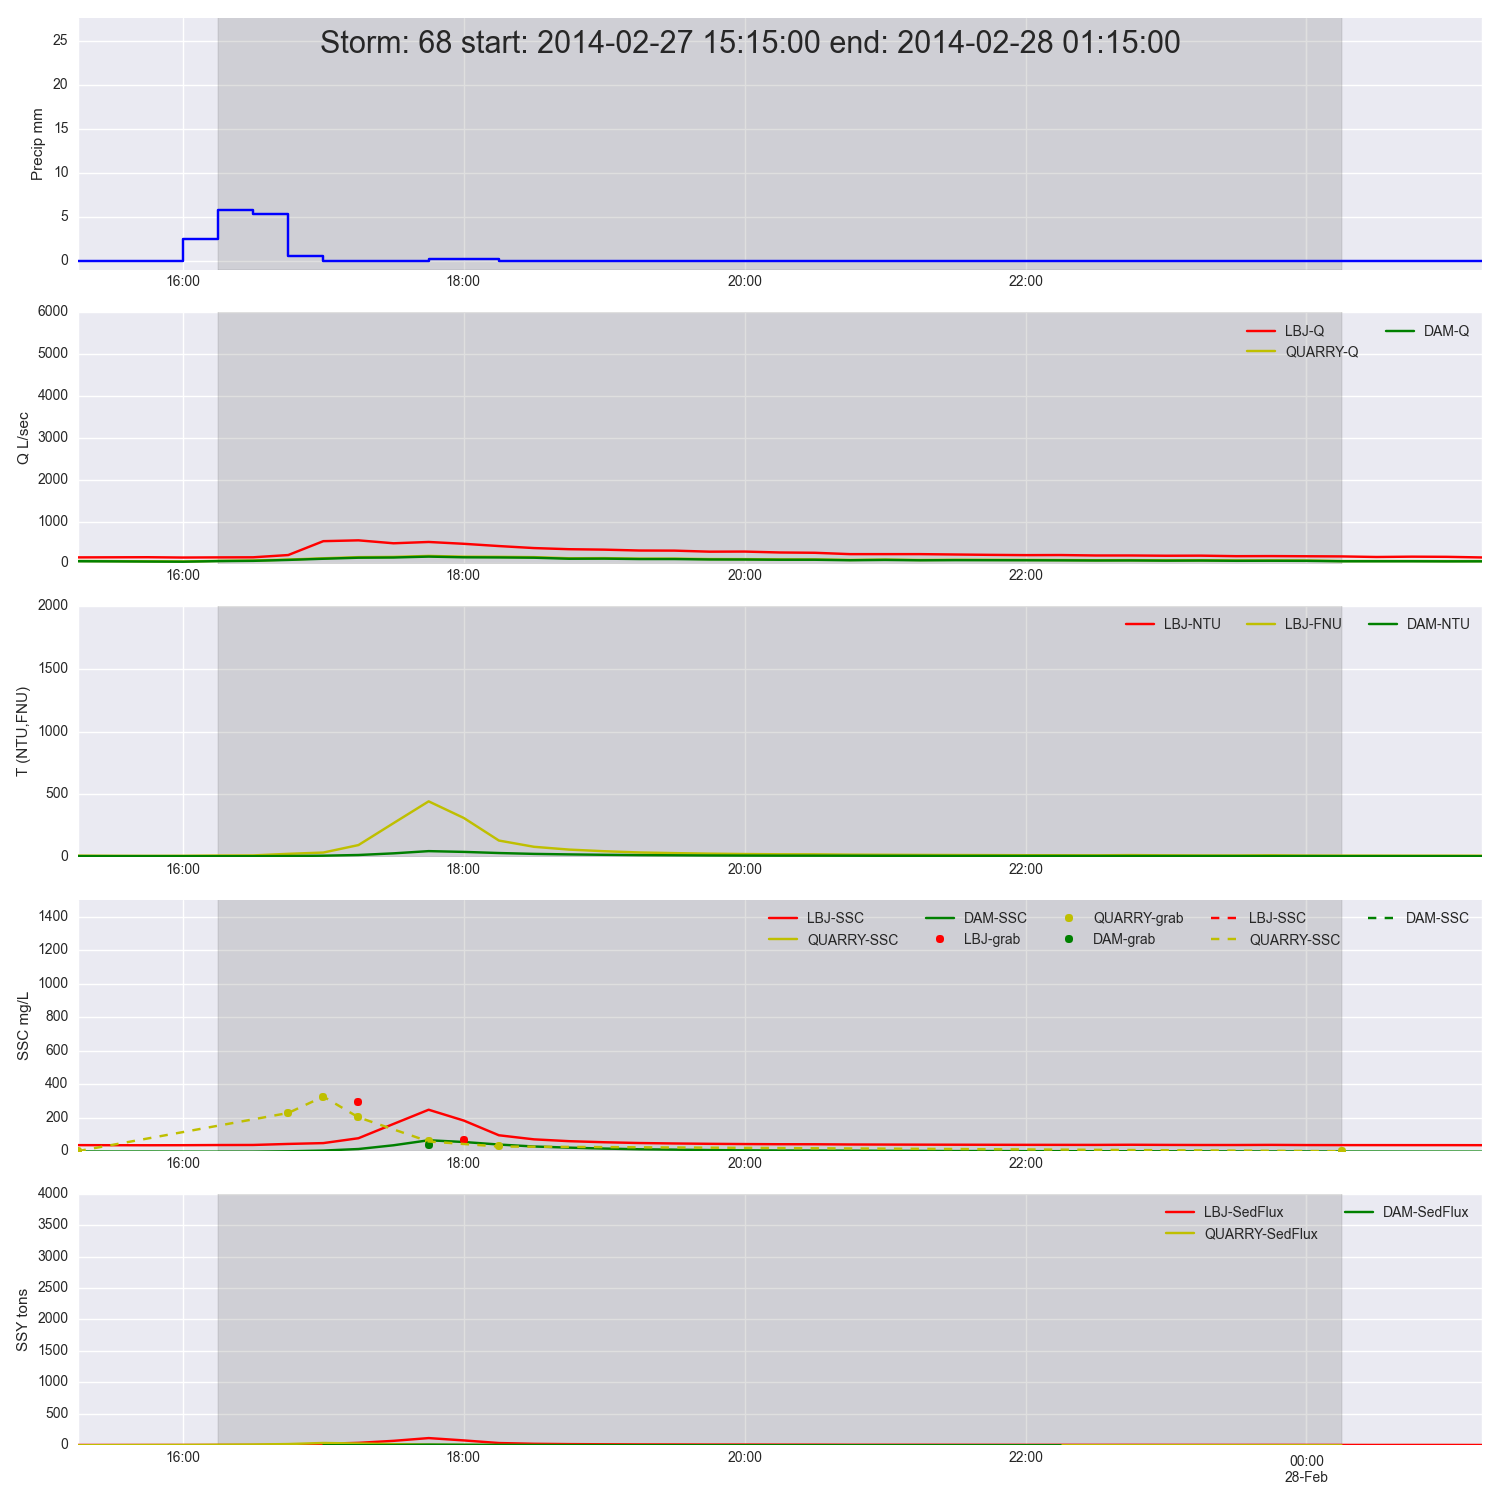 Storm: 68 start: 2014-02-27 15:15:00 end: 2014-02-28 01:15:00
Precip mm
25
20
15
10
5
0
16:00 18:00 20:00 22:00
Q L/sec
6000
5000
4000
3000
2000
1000
0
LBJ-Q DAM-Q
QUARRY-Q
16:00 18:00 20:00 22:00
T (NTU,FNU)
2000
1500
1000
500
0
LBJ-NTU LBJ-FNU DAM-NTU
16:00 18:00 20:00 22:00
SSC mg/L
1400
1200
1000
800
600
400
200
0
LBJ-SSC DAM-SSC QUARRY-grab LBJ-SSC DAM-SSC
QUARRY-SSC LBJ-grab DAM-grab QUARRY-SSC
16:00 18:00 20:00 22:00
SSY tons
4000
3500
3000
2500
2000
1500
1000
500
0
LBJ-SedFlux DAM-SedFlux
QUARRY-SedFlux
16:00 18:00 20:00 22:00 00:00
28-Feb